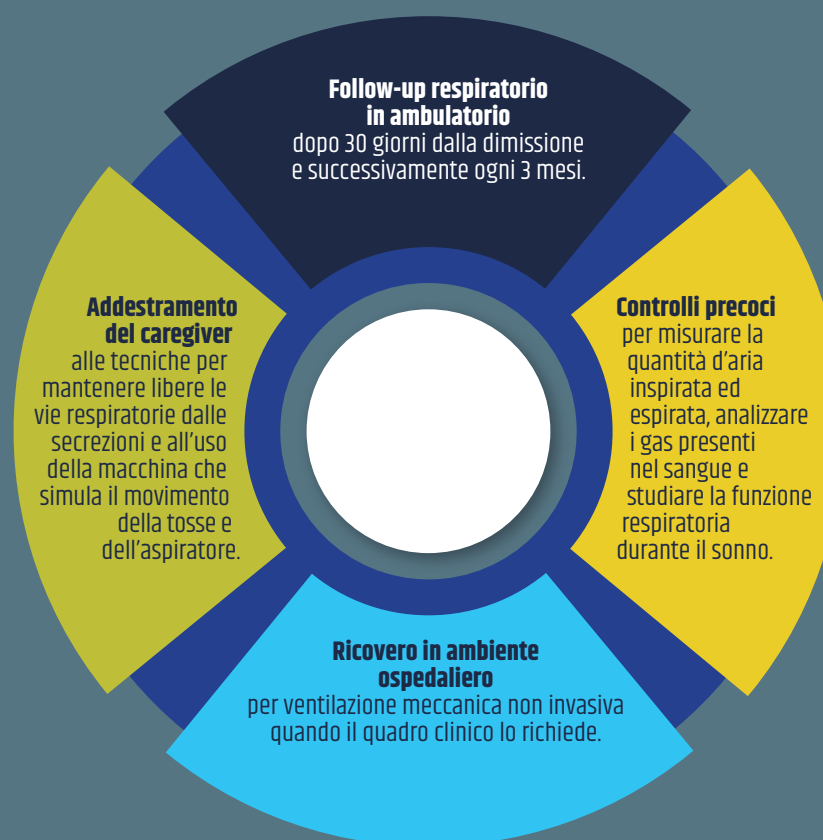 Follow-up respiratorio
in ambulatorio
dopo 30 giorni dalla dimissione
e successivamente ogni 3 mesi.
Addestramento
del caregiver
alle tecniche per
mantenere libere le
vie respiratorie dalle
secrezioni e all’uso
della macchina che
simula il movimento
della tosse e
dell’aspiratore.
Controlli precoci
per misurare la
quantità d’aria
inspirata ed
espirata, analizzare
i gas presenti
nel sangue e
studiare la funzione
respiratoria
durante il sonno.
Ricovero in ambiente
ospedaliero
per ventilazione meccanica non invasiva
quando il quadro clinico lo richiede.